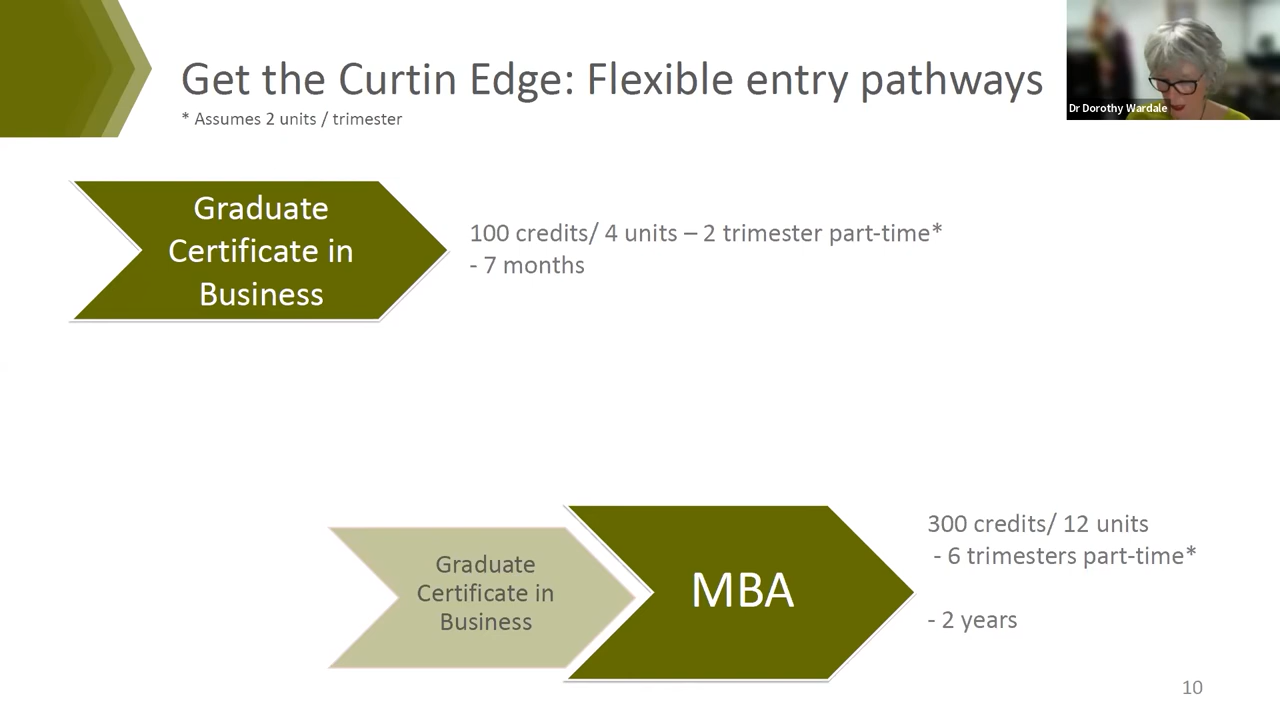 Get the Curtin Edge: Flexible entry pathways
* Assumes 2 units / trimester
Dr Dorothy Wardale
Graduate
Certificate in
Business
100 credits/ 4 units – 2 trimester part-time*
- 7 months
Graduate
Certificate in
Business
MBA
300 credits/ 12 units
- 6 trimesters part-time*
- 2 years
10